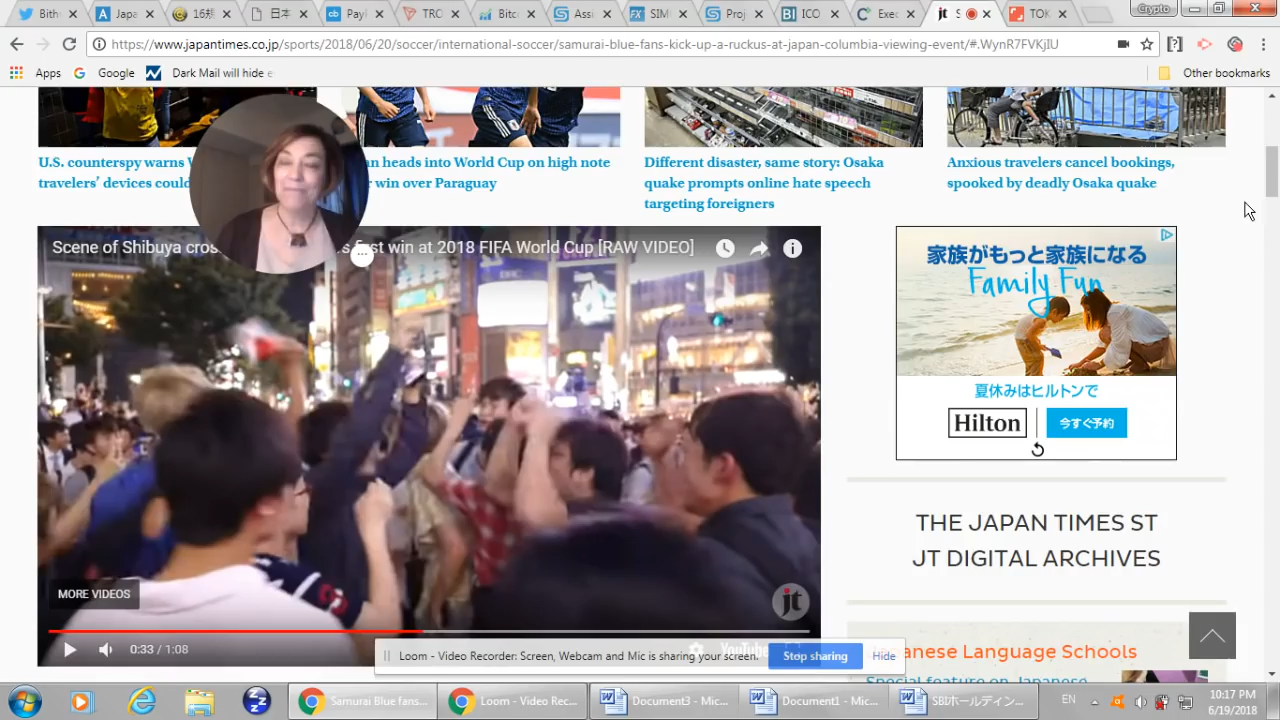 Bith
Japa
16規
日本
Payl
TRO
Bitc
Assi
SIM
Proj
ICO
Exec
S
TOK
Crypto
https://www.japantimes.co.jp/sports/2018/06/20/soccer/international-soccer/samurai-blue-fans-kick-up-a-ruckus-at-japan-columbia-viewing-event/#.WynR7FVKjIU
Apps
Google
Dark Mail will hide e
Other bookmarks
U.S. counterspy warns
travelers' devices could
heads into World Cup on high note
win over Paraguay
Different disaster, same story: Osaka
quake prompts online hate speech
targeting foreigners
Anxious travelers cancel bookings,
spooked by deadly Osaka quake
Scene of Shibuya cros
win at 2018 FIFA World Cup [RAW VIDEO]
MORE VIDEOS
jt
0:33 / 1:08
YouTube
家族がもっと家族になる
Family Fun
夏休みはヒルトンで
Hilton
今すぐ予約
THE JAPAN TIMES ST
JT DIGITAL ARCHIVES
anese Language Schools
Special feature on Japanese
Loom - Video Recorder: Screen, Webcam and Mic is sharing your screen.
Stop sharing
Hide
Samurai Blue fans...
Loom - Video Rec...
Document3 - Mic...
Document1 - Mic...
SBIホールディン...
EN
10:17 PM
6/19/2018